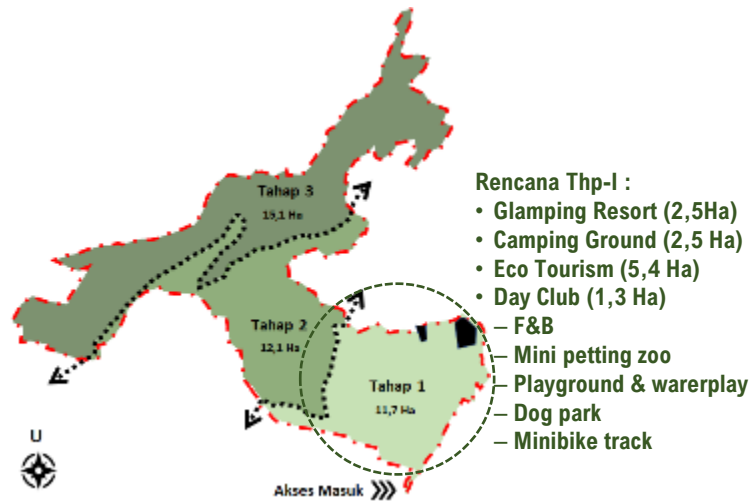 Tahap 3
15,1 Ha
Tahap 2
12,1 Ha
Tahap 1
11,7 Ha
Rencana Thp-I :
• Glamping Resort (2,5Ha)
• Camping Ground (2,5 Ha)
• Eco Tourism (5,4 Ha)
• Day Club (1,3 Ha)
– F&B
– Mini petting zoo
– Playground & warerplay
– Dog park
– Minibike track
U
Akses Masuk